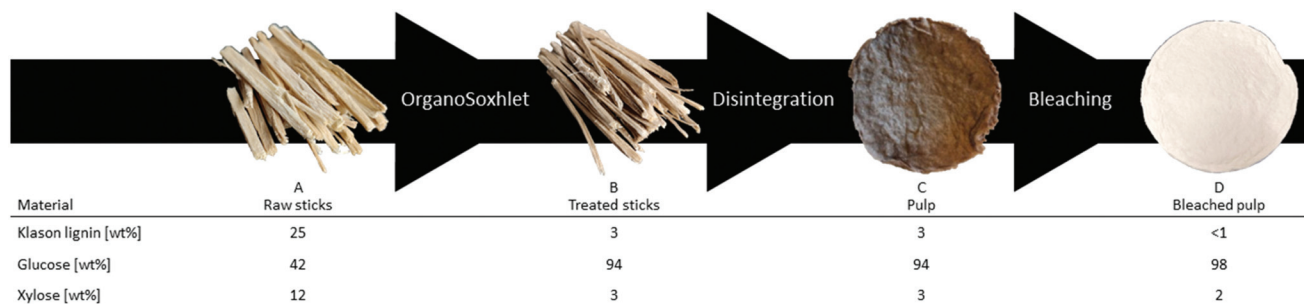 OrganoSoxhlet Disintegration Bleaching
A B C D
Material Raw sticks Treated sticks Pulp Bleached pulp
Klason lignin [wt%] 25 3 3 <1
Glucose [wt%] 42 94 94 98
Xylose [wt%] 12 3 3 2